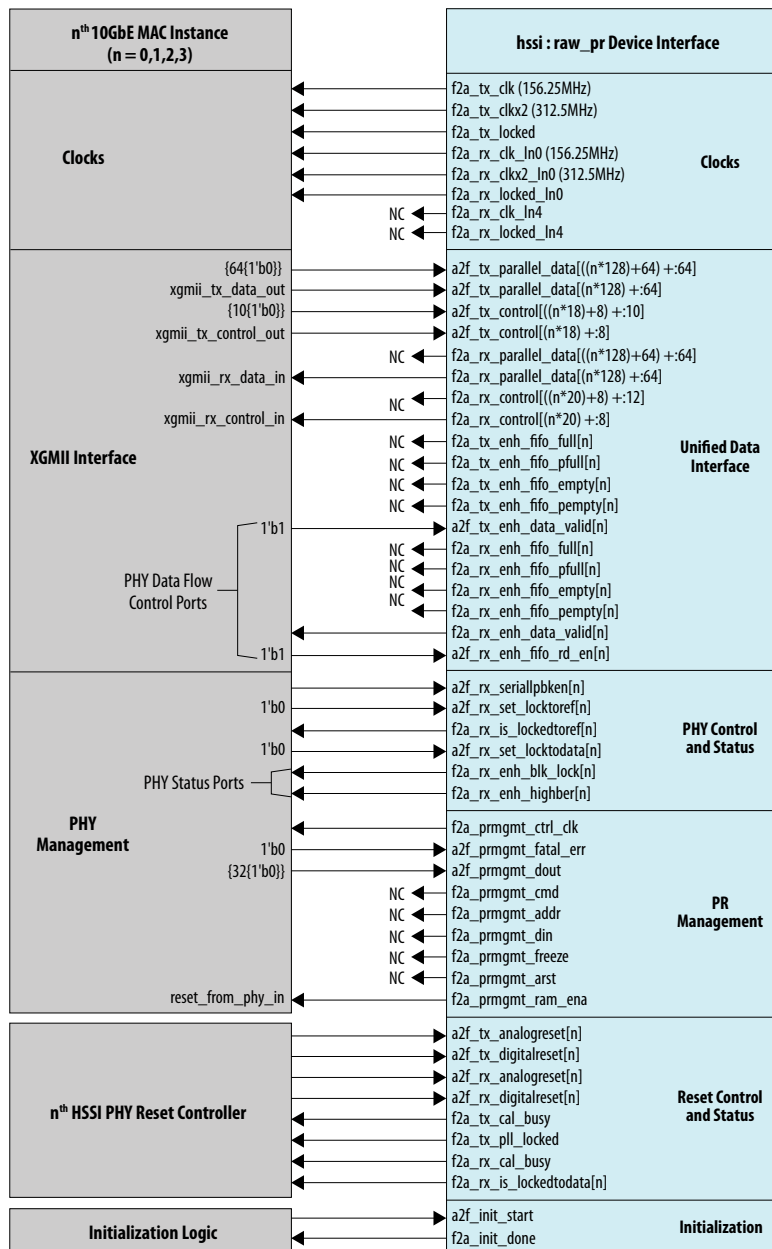 nth 10GbE MAC Instance
(n = 0,1,2,3)
hssi : raw_pr Device Interface
Clocks
f2a_tx_clk (156.25MHz)
f2a_tx_clkx2 (312.5MHz)
f2a_tx_locked
f2a_rx_clk_ln0 (156.25MHz)
f2a_rx_clkx2_ln0 (312.5MHz)
f2a_rx_locked_ln0
NC f2a_rx_clk_ln4
NC f2a_rx_locked_ln4
Clocks
XGMII Interface
{64{1'b0}} a2f_tx_parallel_data[((n*128)+64) +:64]
xgmii_tx_data_out a2f_tx_parallel_data[(n*128) +:64]
{10{1'b0}} a2f_tx_control[((n*18)+8) +:10]
xgmii_tx_control_out a2f_tx_control[(n*18) +:8]
NC f2a_rx_parallel_data[((n*128)+64) +:64]
xgmii_rx_data_in f2a_rx_parallel_data[(n*128) +:64]
NC f2a_rx_control[((n*20)+8) +:12]
xgmii_rx_control_in f2a_rx_control[(n*20) +:8]
NC f2a_tx_enh_fifo_full[n]
NC f2a_tx_enh_fifo_pfull[n]
NC f2a_tx_enh_fifo_empty[n]
NC f2a_tx_enh_fifo_pempty[n]
1'b1 a2f_tx_enh_data_valid[n]
NC f2a_rx_enh_fifo_full[n]
NC f2a_rx_enh_fifo_pfull[n]
NC f2a_rx_enh_fifo_empty[n]
NC f2a_rx_enh_fifo_pempty[n]
f2a_rx_enh_data_valid[n]
1'b1 a2f_rx_enh_fifo_rd_en[n]
PHY Data Flow
Control Ports
Unified Data
Interface
PHY
Management
a2f_rx_seriallpbken[n]
1'b0 a2f_rx_set_locktoref[n]
f2a_rx_is_lockedtoref[n]
1'b0 a2f_rx_set_locktodata[n]
PHY Status Ports
f2a_rx_enh_blk_lock[n]
f2a_rx_enh_highber[n]
PHY Control
and Status
f2a_prmgmt_ctrl_clk
1'b0 a2f_prmgmt_fatal_err
{32{1'b0}} a2f_prmgmt_dout
NC f2a_prmgmt_cmd
NC f2a_prmgmt_addr
NC f2a_prmgmt_din
NC f2a_prmgmt_freeze
NC f2a_prmgmt_arst
reset_from_phy_in f2a_prmgmt_ram_ena
PR
Management
nth HSSI PHY Reset Controller
a2f_tx_analogreset[n]
a2f_tx_digitalreset[n]
a2f_rx_analogreset[n]
a2f_rx_digitalreset[n]
f2a_tx_cal_busy
f2a_tx_pll_locked
f2a_rx_cal_busy
f2a_rx_is_lockedtodata[n]
Reset Control
and Status
Initialization Logic
a2f_init_start
f2a_init_done
Initialization